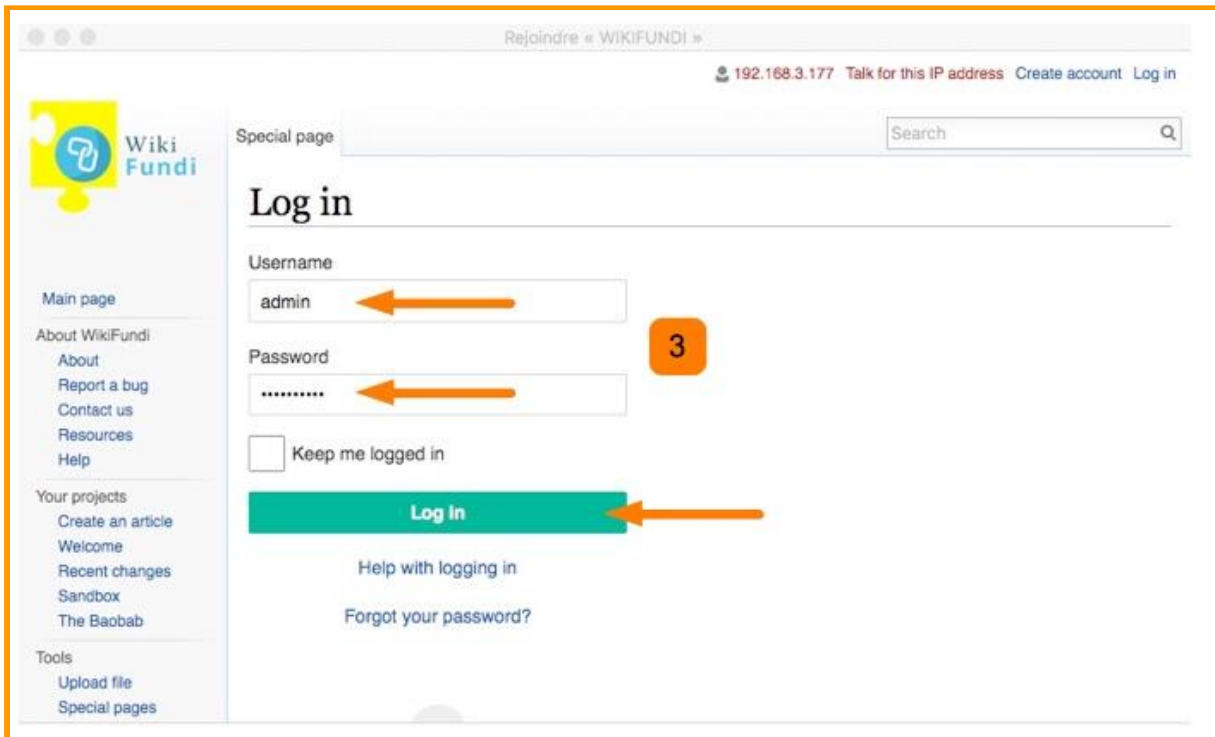 Rejoindre « WIKIFUNDI »
192.168.3.177 Talk for this IP address Create account Log in
Wiki
Fundi
Special page
Search
Log in
Username
admin
Password
••••••••••
3
Keep me logged in
Log In
Help with logging in
Forgot your password?
Main page
About WikiFundi
About
Report a bug
Contact us
Resources
Help
Your projects
Create an article
Welcome
Recent changes
Sandbox
The Baobab
Tools
Upload file
Special pages